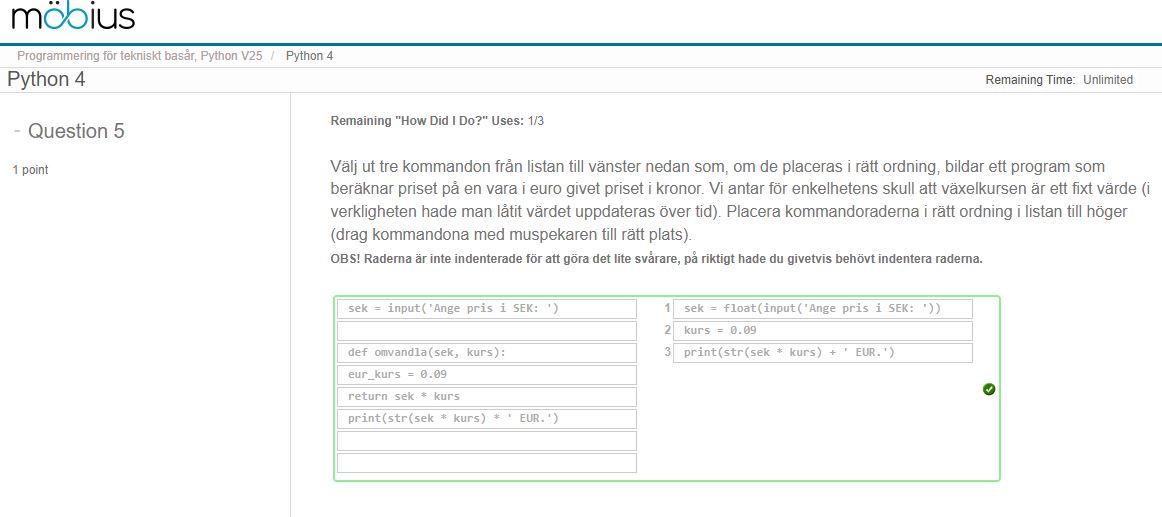 möbius
Programmering för tekniskt basår, Python V25 / Python 4
Python 4
Remaining Time: Unlimited
- Question 5
1 point
Remaining "How Did I Do?" Uses: 1/3
Välj ut tre kommandon från listan till vänster nedan som, om de placeras i rätt ordning, bildar ett program som
beräknar priset på en vara i euro givet priset i kronor. Vi antar för enkelhetens skull att växelkursen är ett fixt värde (i
verkligheten hade man låtit värdet uppdateras över tid). Placera kommandoraderna i rätt ordning i listan till höger
(drag kommandona med muspekaren till rätt plats).
OBS! Raderna är inte indenterade för att göra det lite svårare, på riktigt hade du givetvis behövt indentera raderna.
sek = input('Ange pris i SEK: ')
def omvandla(sek, kurs):
eur_kurs = 0.09
return sek * kurs
print(str(sek * kurs) * ' EUR.')
1 sek = float(input('Ange pris i SEK: '))
2 kurs = 0.09
3 print(str(sek * kurs) + ' EUR.')